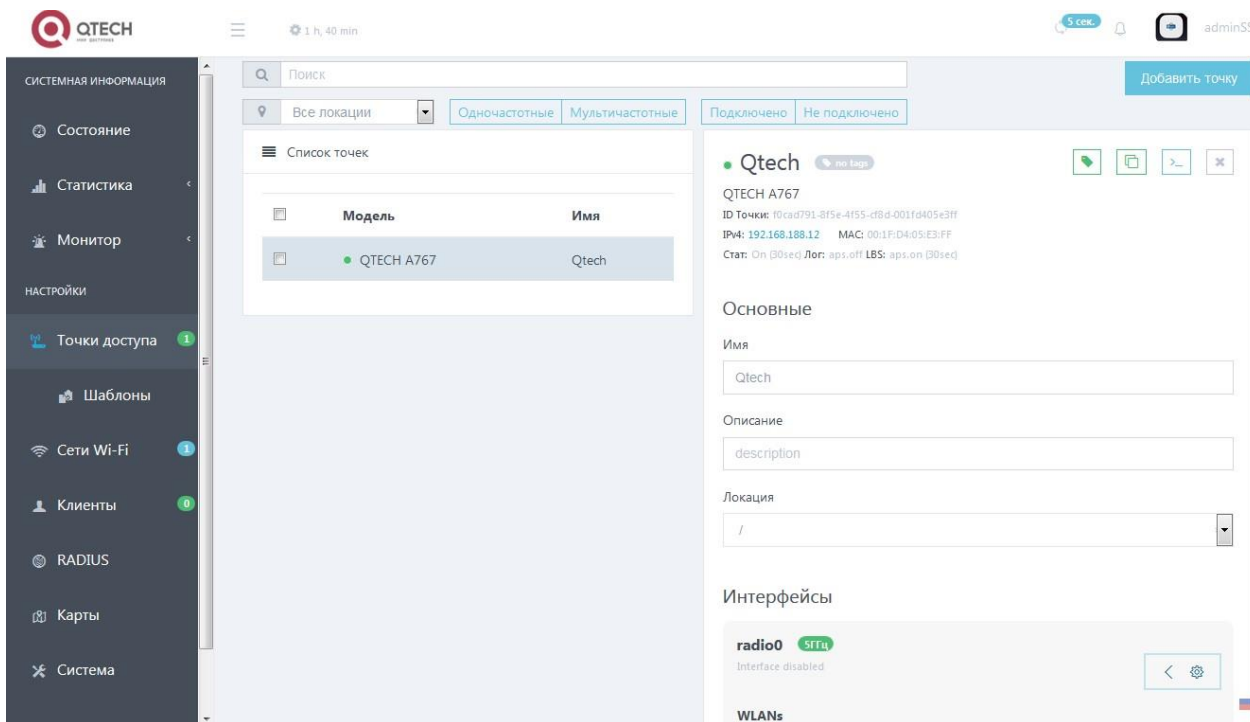 QTECH
1 h, 40 min
5 сек.
adminSS
СИСТЕМНАЯ ИНФОРМАЦИЯ
Состояние
Статистика
Монитор
НАСТРОЙКИ
Точки доступа 1
Шаблоны
Сети Wi-Fi 1
Клиенты 0
RADIUS
Карты
Система
Поиск
Добавить точку
Все локации
Одночастотные Мультичастотные
Подключено Не подключено
Список точек
Модель Имя
QTECH A767 Qtech
Qtech no tags
QTECH A767
ID Точки: f0cad791-8f5e-4f55-cf8d-001fd405e3ff
IPv4: 192.168.188.12 MAC: 00:1F:D4:05:E3:FF
Стат: On (30sec) Лог: aps.off LBS: aps.on (30sec)
Основные
Имя
Qtech
Описание
description
Локация
/
Интерфейсы
radio0 5ГГц
Interface disabled
WLANs